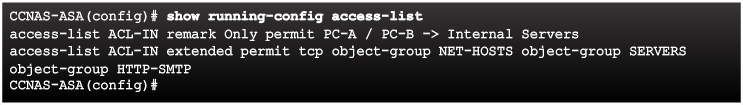 CCNAS-ASA(config)# show running-config access-list
access-list ACL-IN remark Only permit PC-A / PC-B -> Internal Servers
access-list ACL-IN extended permit tcp object-group NET-HOSTS object-group SERVERS
object-group HTTP-SMTP
CCNAS-ASA(config)#